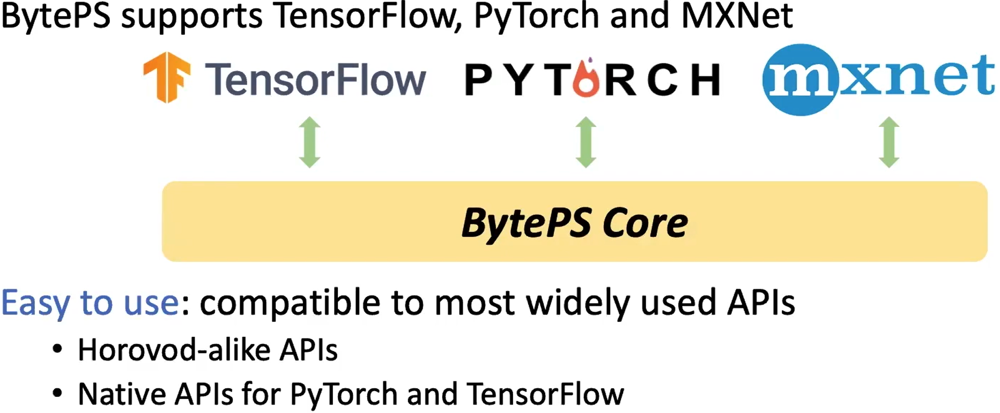 BytePS supports TensorFlow, PyTorch and MXNet
TensorFlow PYTORCH mxnet
BytePS Core
Easy to use: compatible to most widely used APIs
• Horovod-alike APIs
• Native APIs for PyTorch and TensorFlow